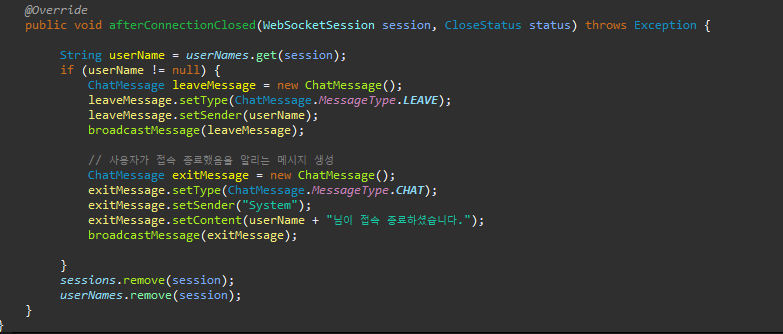 @Override
public void afterConnectionClosed(WebSocketSession session, CloseStatus status) throws Exception {
String userName = userNames.get(session);
if (userName != null) {
ChatMessage leaveMessage = new ChatMessage();
leaveMessage.setType(ChatMessage.MessageType.LEAVE);
leaveMessage.setSender(userName);
broadcastMessage(leaveMessage);
// 사용자가 접속 종료했음을 알리는 메시지 생성
ChatMessage exitMessage = new ChatMessage();
exitMessage.setType(ChatMessage.MessageType.CHAT);
exitMessage.setSender("System");
exitMessage.setContent(userName + "님이 접속 종료하셨습니다.");
broadcastMessage(exitMessage);
}
sessions.remove(session);
userNames.remove(session);
}
}